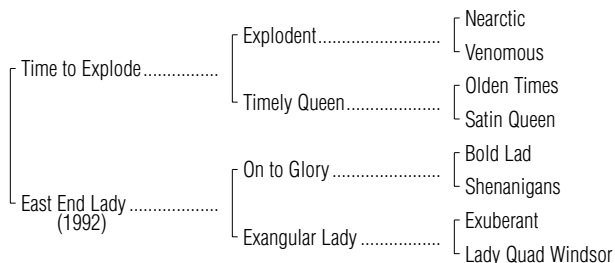 Nearctic
Explodent........................
Venomous
Time to Explode...............
Olden Times
Timely Queen..................
Satin Queen
Bold Lad
On to Glory.....................
Shenanigans
East End Lady..................
(1992)
Exuberant
Exangular Lady................
Lady Quad Windsor